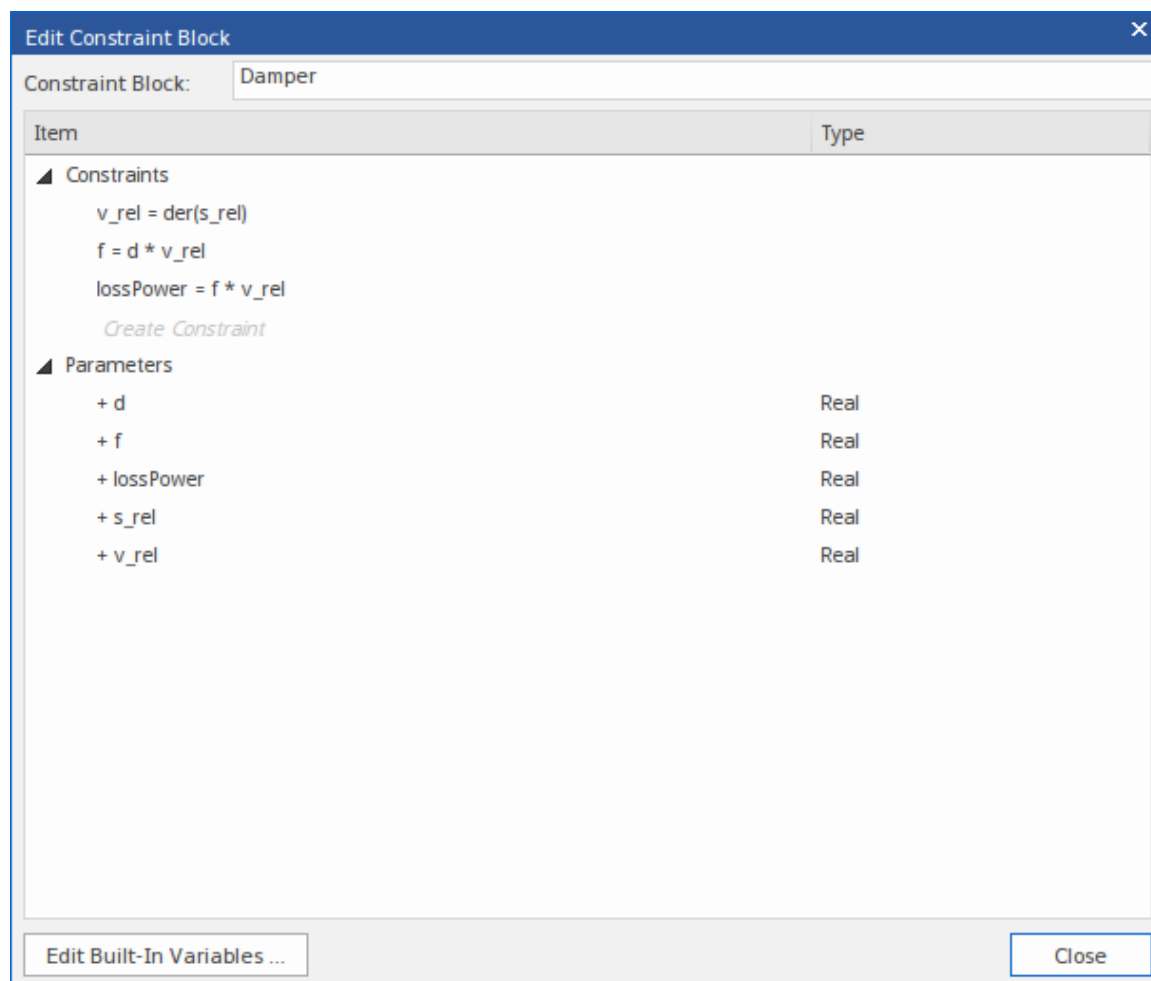 Edit Constraint Block
Constraint Block: Damper
Item Type
Constraints
v_rel = der(s_rel)
f = d * v_rel
lossPower = f * v_rel
Create Constraint
Parameters
+ d Real
+ f Real
+ lossPower Real
+ s_rel Real
+ v_rel Real
Edit Built-In Variables ... Close